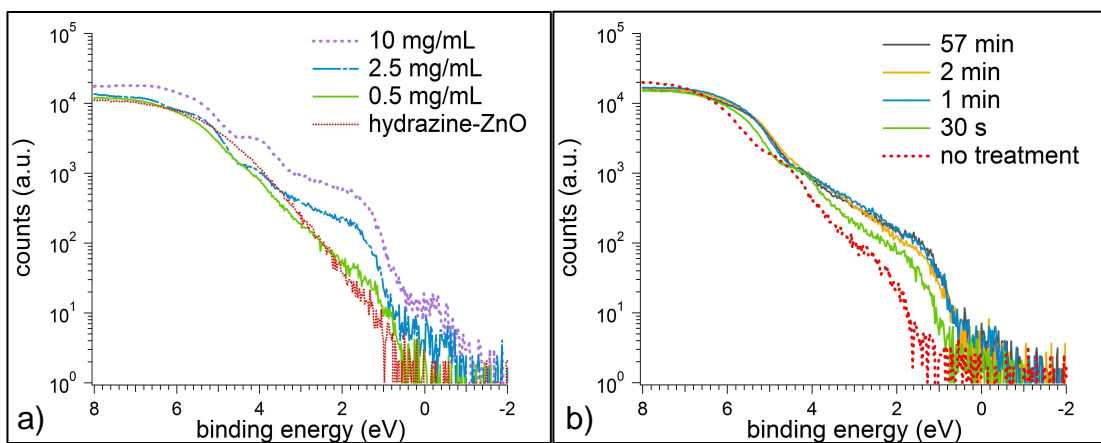 10⁵
10⁴
10³
10²
10¹
10⁰
counts (a.u.)
10 mg/mL
2.5 mg/mL
0.5 mg/mL
hydrazine-ZnO
8 6 4 2 0 -2
binding energy (eV)
a)
10⁵
10⁴
10³
10²
10¹
10⁰
counts (a.u.)
57 min
2 min
1 min
30 s
no treatment
8 6 4 2 0 -2
binding energy (eV)
b)